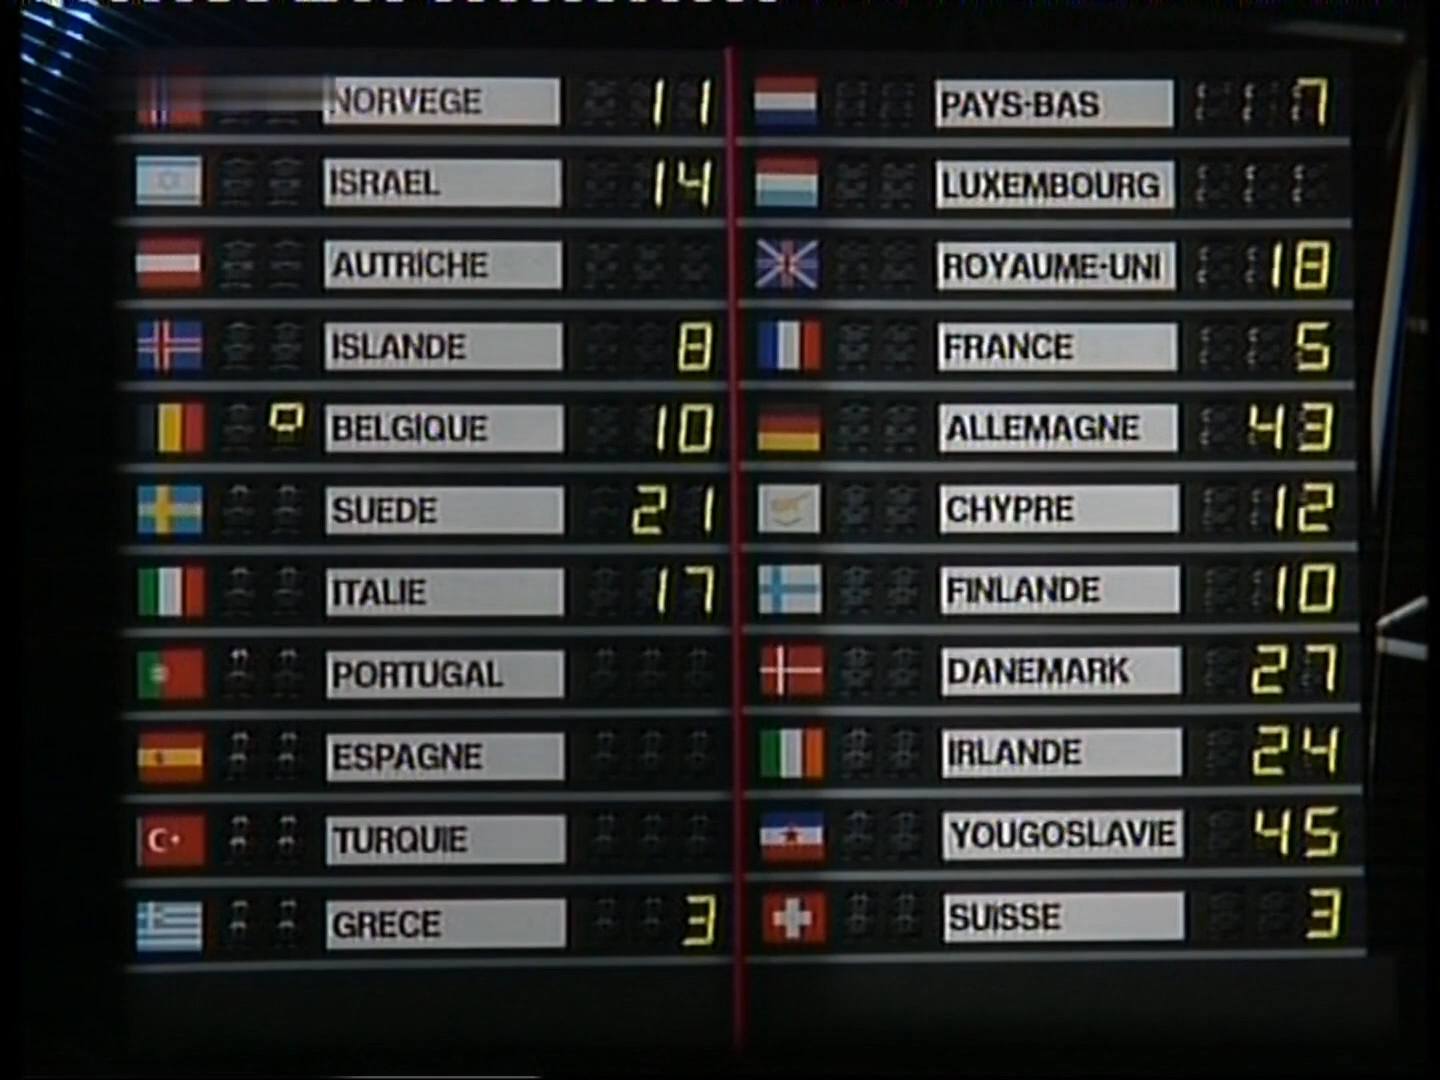 NORVEGE 11
ISRAEL 14
AUTRICHE
ISLANDE 8
BELGIQUE 10
SUEDE 21
ITALIE 17
PORTUGAL
ESPAGNE
TURQUIE
GRECE 3
PAYS-BAS 7
LUXEMBOURG
ROYAUME-UNI 18
FRANCE 5
ALLEMAGNE 43
CHYPRE 12
FINLANDE 10
DANEMARK 27
IRLANDE 24
YOUGOSLAVIE 45
SUISSE 3